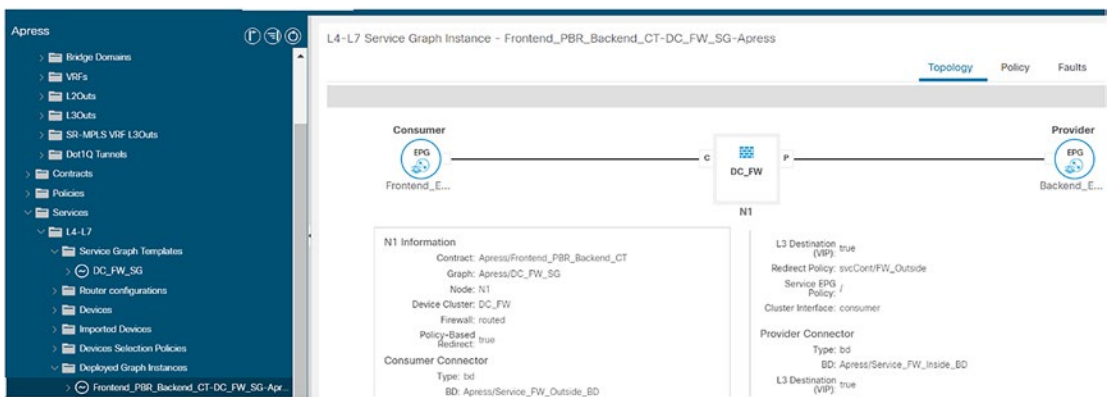 Apress
Bridge Domains
VRFs
L2Outs
L3Outs
SR-MPLS VRF L3Outs
Dot1Q Tunnels
Contracts
Policies
Services
L4-L7
Service Graph Templates
DC_FW_SG
Router configurations
Devices
Imported Devices
Devices Selection Policies
Deployed Graph Instances
Frontend_PBR_Backend_CT-DC_FW_SG-Apr...
L4-L7 Service Graph Instance - Frontend_PBR_Backend_CT-DC_FW_SG-Apress
Topology Policy Faults
Consumer
EPG
Frontend_E...
C
DC_FW
P
N1
Provider
EPG
Backend_E...
N1 Information
Contract: Apress/Frontend_PBR_Backend_CT
Graph: Apress/DC_FW_SG
Node: N1
Device Cluster: DC_FW
Firewall: routed
Policy-Based
Redirect: true
Consumer Connector
Type: bd
BD: Apress/Service_FW_Outside_BD
L3 Destination
(VIP): true
Redirect Policy: svcCont/FW_Outside
Service EPG
Policy: /
Cluster Interface: consumer
Provider Connector
Type: bd
BD: Apress/Service_FW_Inside_BD
L3 Destination
(VIP): true